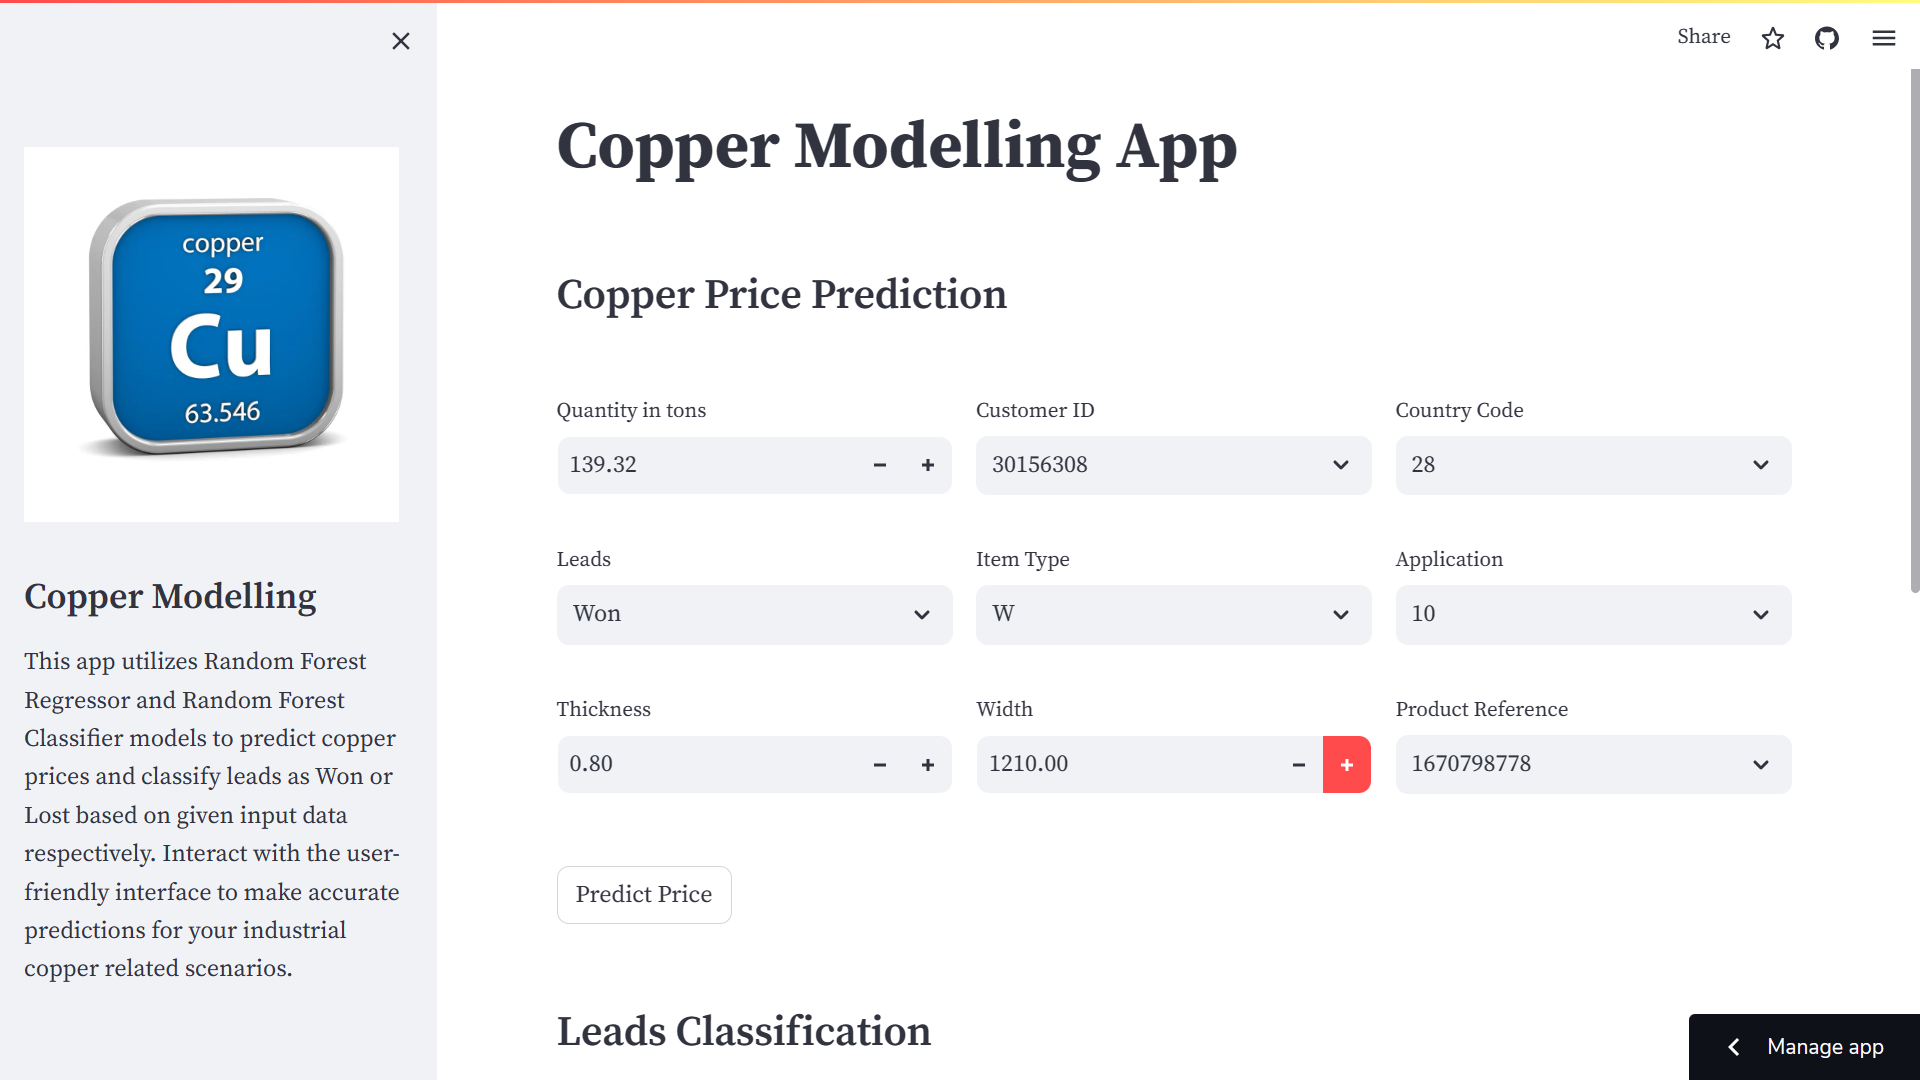 Share
copper
29
Cu
63.546
Copper Modelling
This app utilizes Random Forest
Regressor and Random Forest
Classifier models to predict copper
prices and classify leads as Won or
Lost based on given input data
respectively. Interact with the user-
friendly interface to make accurate
predictions for your industrial
copper related scenarios.
Copper Modelling App
Copper Price Prediction
Quantity in tons Customer ID Country Code
139.32 30156308 28
Leads Item Type Application
Won W 10
Thickness Width Product Reference
0.80 1210.00 1670798778
Predict Price
Leads Classification
Manage app